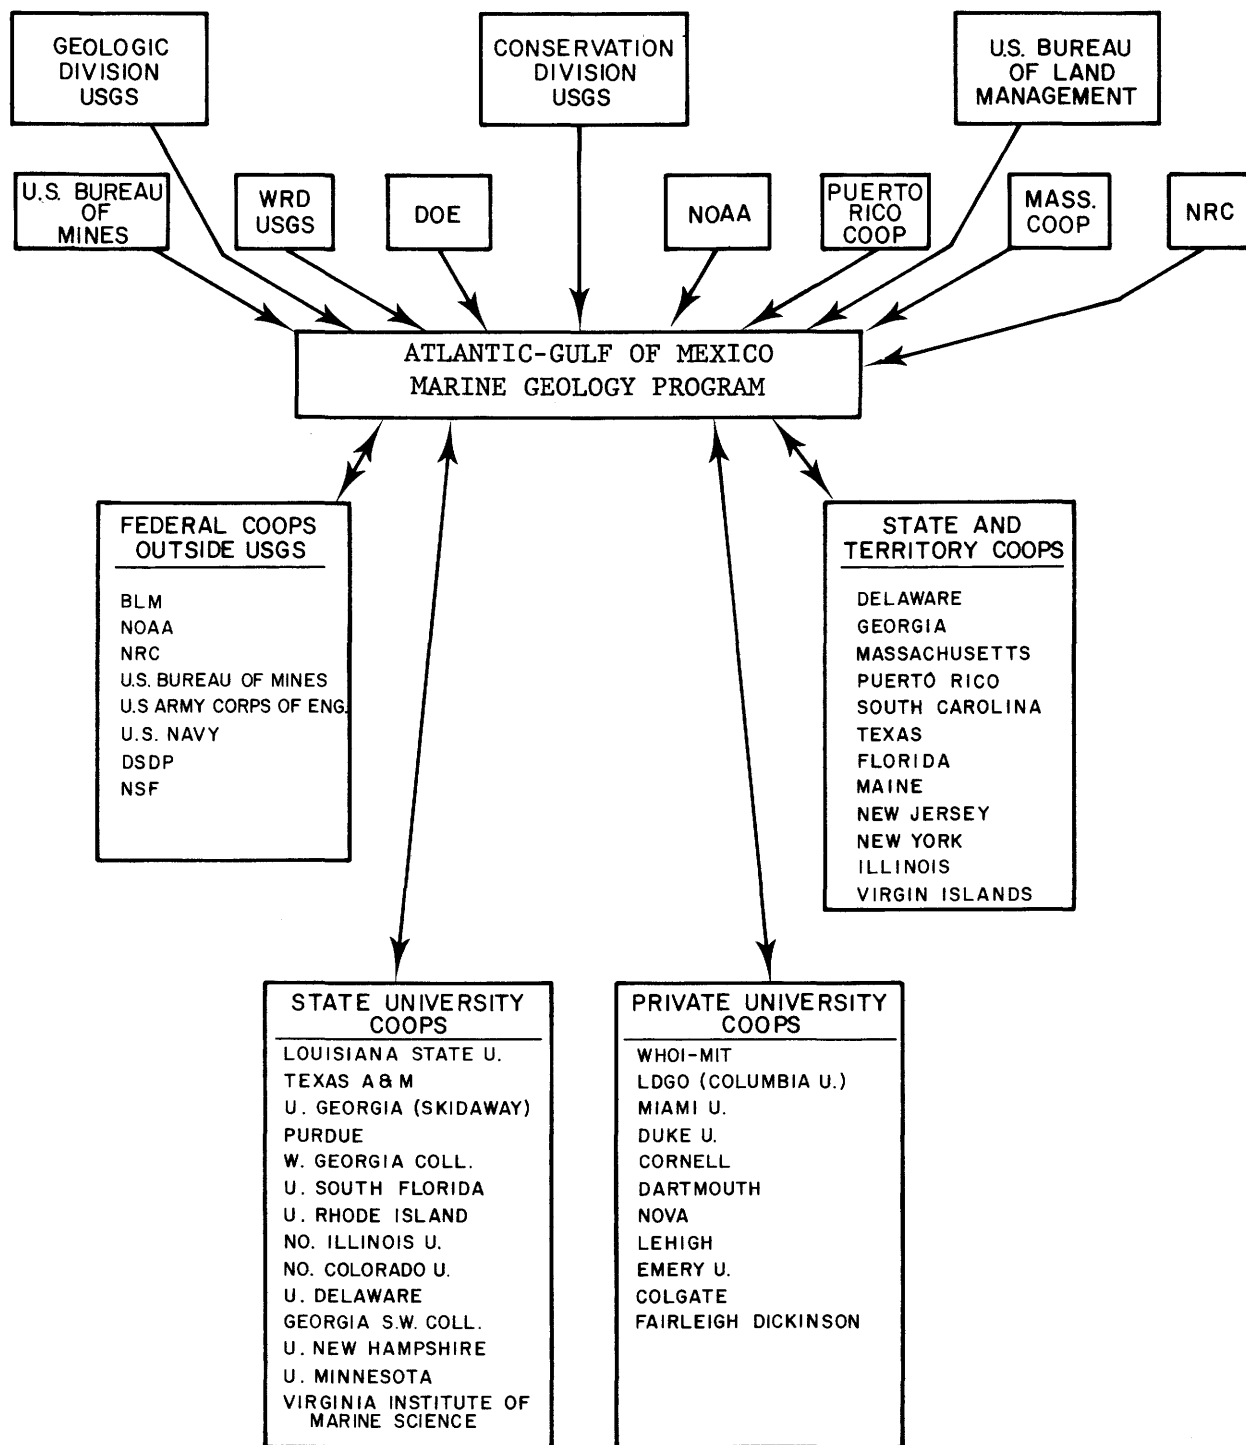 GEOLOGIC
DIVISION
USGS
CONSERVATION
DIVISION
USGS
U.S. BUREAU
OF LAND
MANAGEMENT
U.S. BUREAU
OF
MINES
WRD
USGS
DOE
NOAA
PUERTO
RICO
COOP
MASS.
COOP
NRC
ATLANTIC-GULF OF MEXICO
MARINE GEOLOGY PROGRAM
FEDERAL COOPS
OUTSIDE USGS
BLM
NOAA
NRC
U.S. BUREAU OF MINES
U.S ARMY CORPS OF ENG.
U.S. NAVY
DSDP
NSF
STATE AND
TERRITORY COOPS
DELAWARE
GEORGIA
MASSACHUSETTS
PUERTO RICO
SOUTH CAROLINA
TEXAS
FLORIDA
MAINE
NEW JERSEY
NEW YORK
ILLINOIS
VIRGIN ISLANDS
STATE UNIVERSITY
COOPS
LOUISIANA STATE U.
TEXAS A & M
U. GEORGIA (SKIDAWAY)
PURDUE
W. GEORGIA COLL.
U. SOUTH FLORIDA
U. RHODE ISLAND
NO. ILLINOIS U.
NO. COLORADO U.
U. DELAWARE
GEORGIA S.W. COLL.
U. NEW HAMPSHIRE
U. MINNESOTA
VIRGINIA INSTITUTE OF
MARINE SCIENCE
PRIVATE UNIVERSITY
COOPS
WHOI-MIT
LDGO (COLUMBIA U.)
MIAMI U.
DUKE U.
CORNELL
DARTMOUTH
NOVA
LEHIGH
EMERY U.
COLGATE
FAIRLEIGH DICKINSON